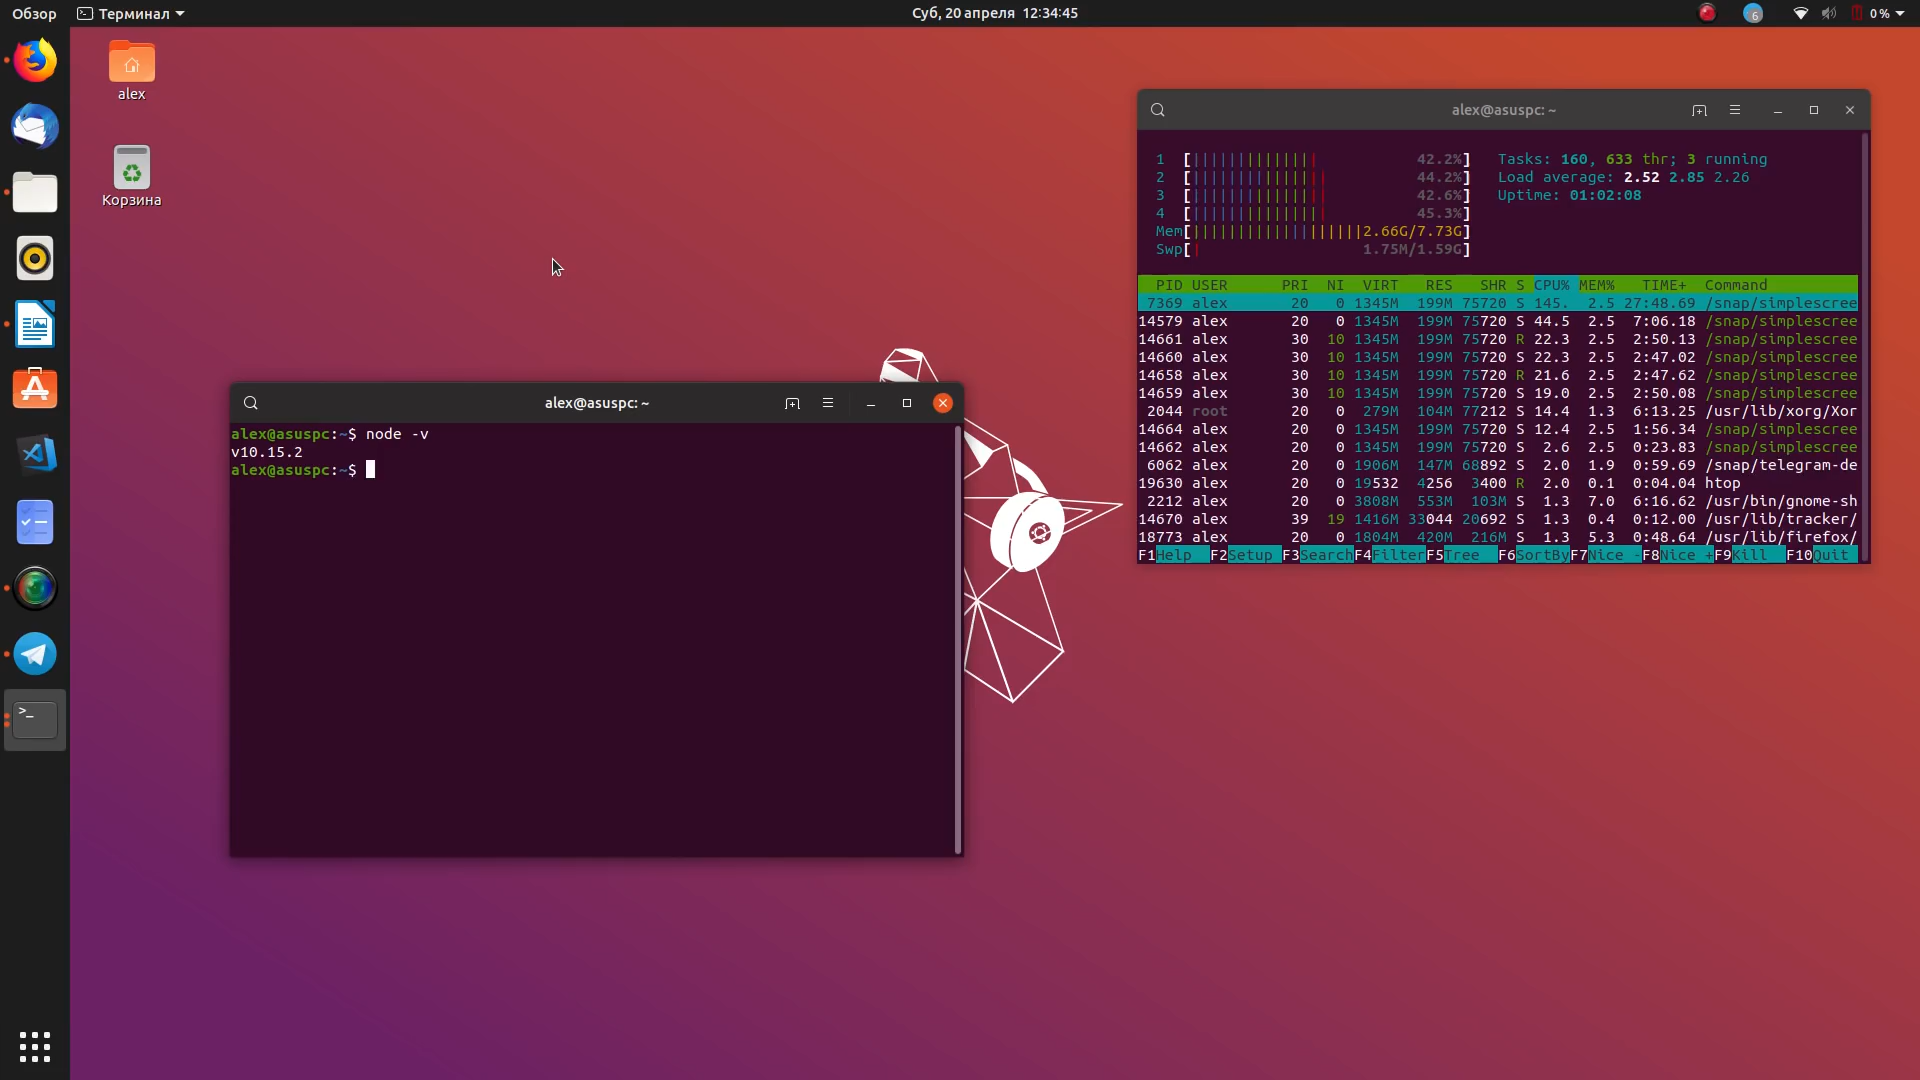 Обзор
Терминал
Суб, 20 апреля 12:34:45
6
0 %
alex
Корзина
alex@asuspc: ~
1 [||||||||||||||| 42.2%] Tasks: 160, 633 thr; 3 running
2 [|||||||||||||||| 44.2%] Load average: 2.52 2.85 2.26
3 [|||||||||||||||| 42.6%] Uptime: 01:02:08
4 [|||||||||||||||| 45.3%]
Mem[|||||||||||||||||||2.66G/7.73G]
Swp[| 1.75M/1.59G]
PID USER PRI NI VIRT RES SHR S CPU% MEM% TIME+ Command
7369 alex 20 0 1345M 199M 75720 S 145. 2.5 27:48.69 /snap/simplescree
14579 alex 20 0 1345M 199M 75720 S 44.5 2.5 7:06.18 /snap/simplescree
14661 alex 30 10 1345M 199M 75720 R 22.3 2.5 2:50.13 /snap/simplescree
14660 alex 30 10 1345M 199M 75720 S 22.3 2.5 2:47.02 /snap/simplescree
14658 alex 30 10 1345M 199M 75720 R 21.6 2.5 2:47.62 /snap/simplescree
14659 alex 30 10 1345M 199M 75720 S 19.0 2.5 2:50.08 /snap/simplescree
2044 root 20 0 279M 104M 77212 S 14.4 1.3 6:13.25 /usr/lib/xorg/Xor
14664 alex 20 0 1345M 199M 75720 S 12.4 2.5 1:56.34 /snap/simplescree
14662 alex 20 0 1345M 199M 75720 S 2.6 2.5 0:23.83 /snap/simplescree
6062 alex 20 0 1906M 147M 68892 S 2.0 1.9 0:59.69 /snap/telegram-de
19630 alex 20 0 19532 4256 3400 R 2.0 0.1 0:04.04 htop
2212 alex 20 0 3808M 553M 103M S 1.3 7.0 6:16.62 /usr/bin/gnome-sh
14670 alex 39 19 1416M 33044 20692 S 1.3 0.4 0:12.00 /usr/lib/tracker/
18773 alex 20 0 1804M 420M 216M S 1.3 5.3 0:48.64 /usr/lib/firefox/
F1Help F2Setup F3SearchF4FilterF5Tree F6SortByF7Nice -F8Nice +F9Kill F10Quit
alex@asuspc: ~
alex@asuspc:~$ node -v
v10.15.2
alex@asuspc:~$